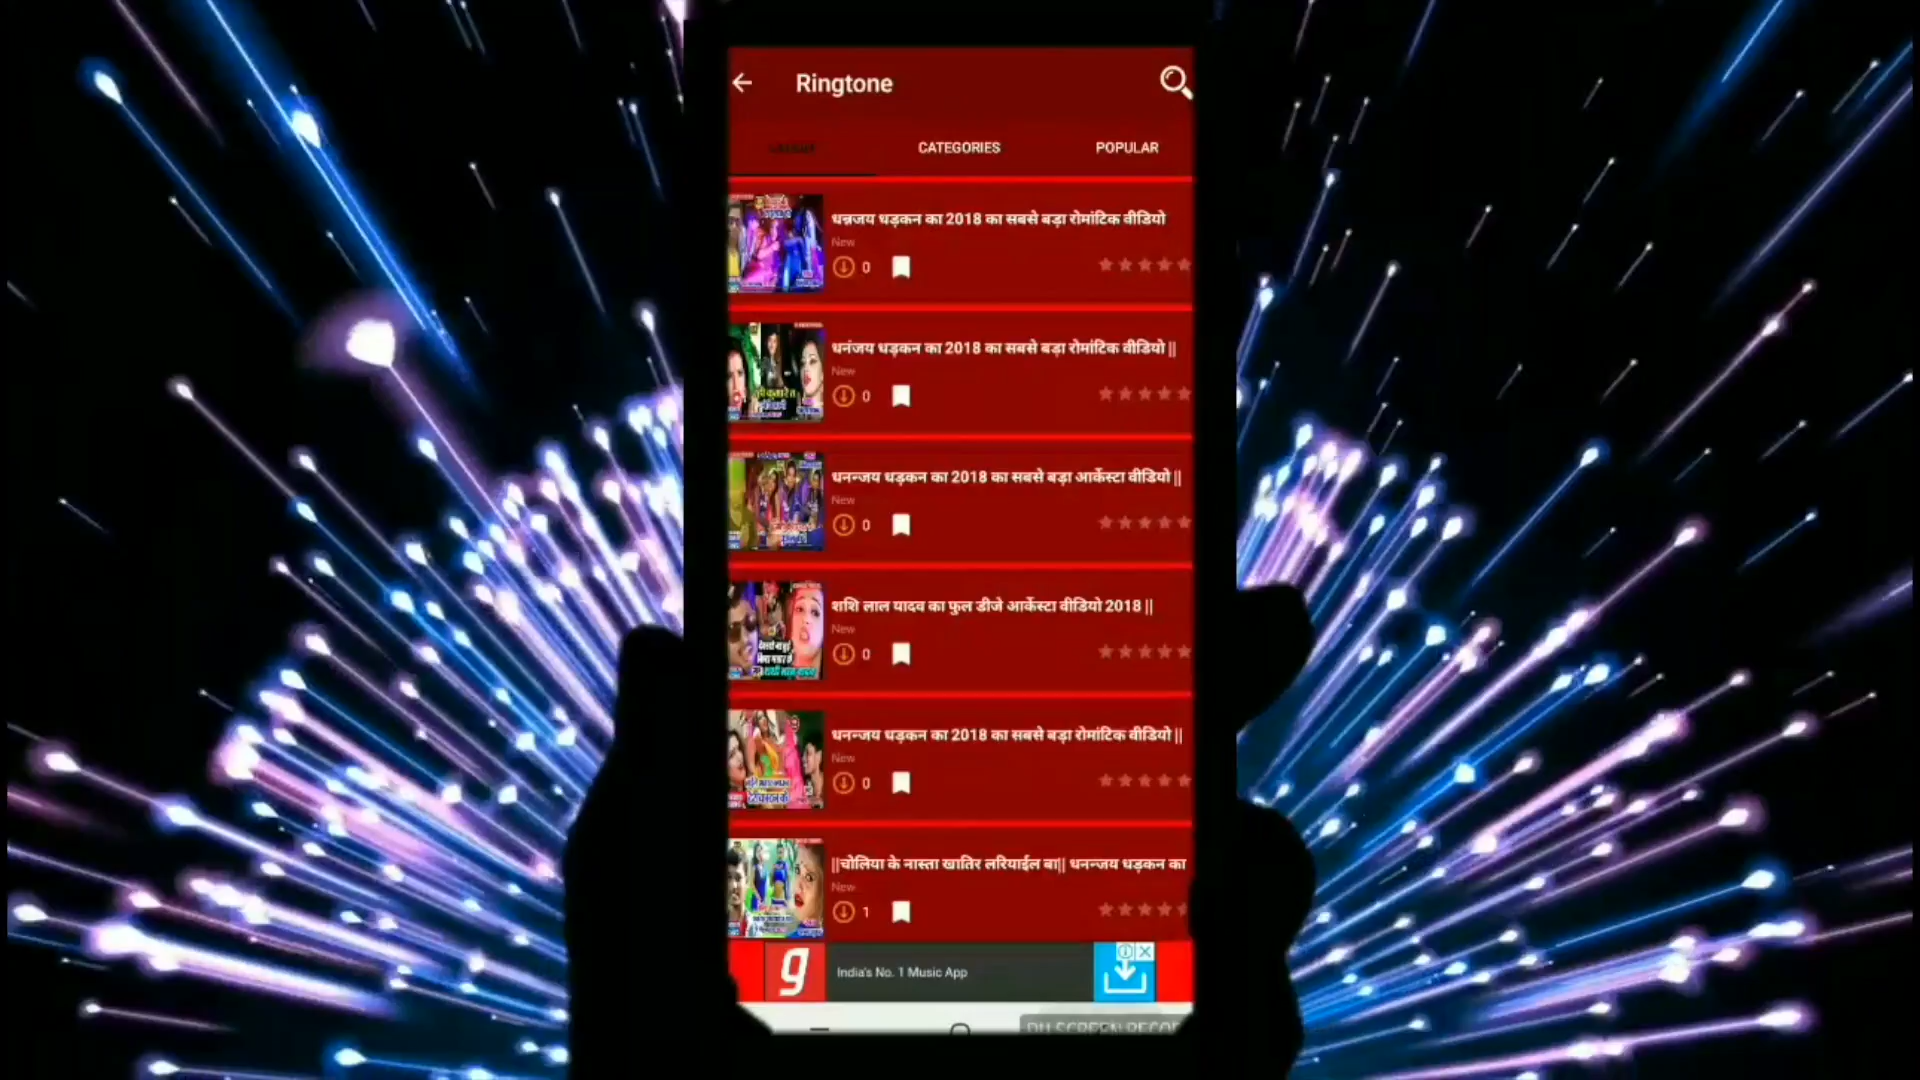 Ringtone
CATEGORIES
POPULAR
धन्नजय धड़कन का 2018 का सबसे बड़ा रोमांटिक वीडियो
New
0
धनंजय धड़कन का 2018 का सबसे बड़ा रोमांटिक वीडियो ||
New
0
धनन्जय धड़कन का 2018 का सबसे बड़ा आर्केस्टा वीडियो ||
New
0
शशि लाल यादव का फुल डीजे आर्केस्टा वीडियो 2018 ||
New
0
धनन्जय धड़कन का 2018 का सबसे बड़ा रोमांटिक वीडियो ||
New
0
||चोलिया के नास्ता खातिर लरियाईल बा|| धनन्जय धड़कन का
New
1
g
India's No. 1 Music App